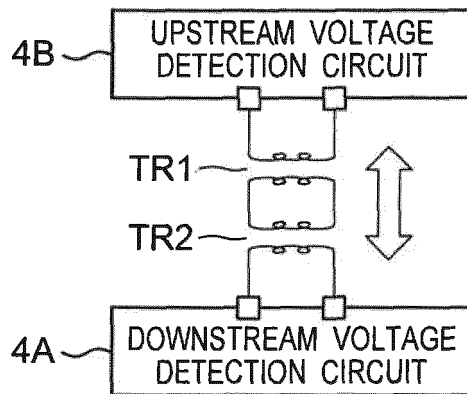 UPSTREAM VOLTAGE
DETECTION CIRCUIT
4B
TR1
TR2
DOWNSTREAM VOLTAGE
DETECTION CIRCUIT
4A